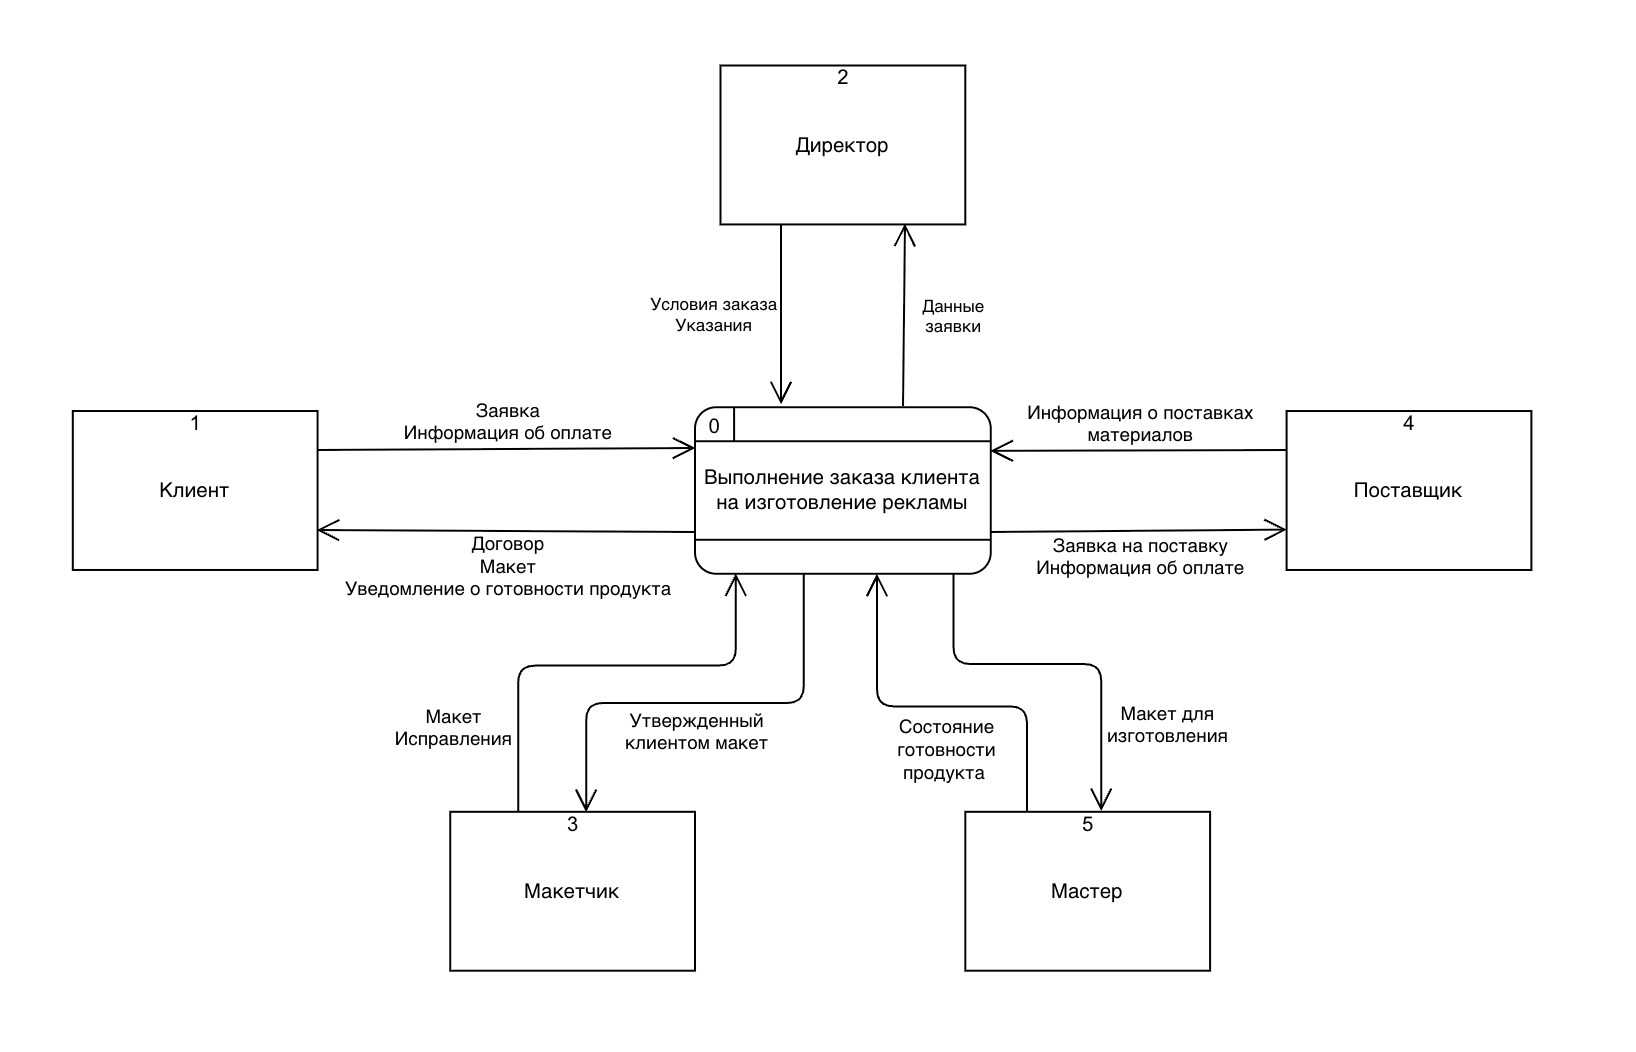 2
Директор
Условия заказа
Указания
Данные
заявки
1
Клиент
Заявка
Информация об оплате
Договор
Макет
Уведомление о готовности продукта
0
Выполнение заказа клиента
на изготовление рекламы
Информация о поставках
материалов
Заявка на поставку
Информация об оплате
4
Поставщик
Макет
Исправления
Утвержденный
клиентом макет
Состояние
готовности
продукта
Макет для
изготовления
3
Макетчик
5
Мастер